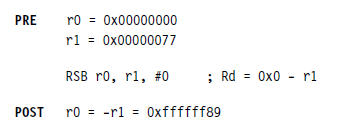 PRE r0 = 0x00000000
r1 = 0x00000077
RSB r0, r1, #0 ; Rd = 0x0 - r1
POST r0 = -r1 = 0xffffff89